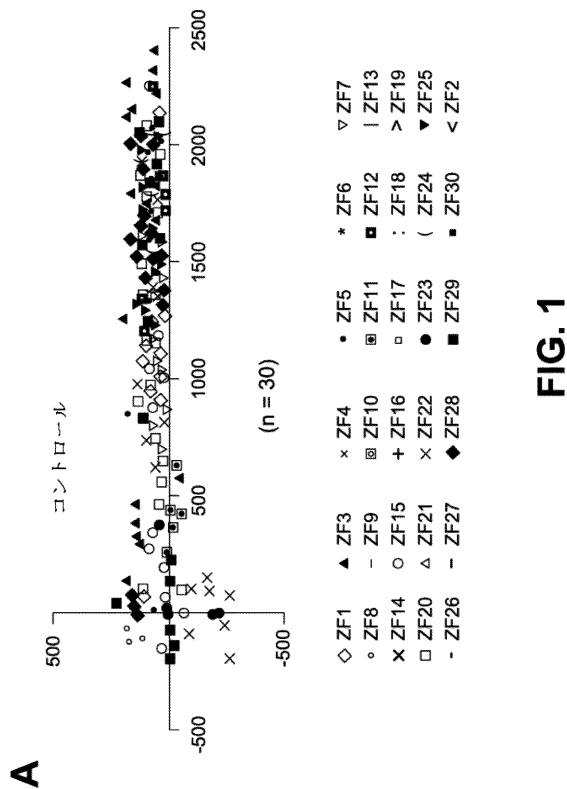 A
コントロール
500
-500 500 1000 1500 2000 2500
-500
(n = 30)
ZF1 ZF3 ZF4 ZF5 ZF6 ZF7
ZF8 ZF9 ZF10 ZF11 ZF12 ZF13
ZF14 ZF15 ZF16 ZF17 ZF18 ZF19
ZF20 ZF21 ZF22 ZF23 ZF24 ZF25
ZF26 ZF27 ZF28 ZF29 ZF30 ZF2
FIG. 1